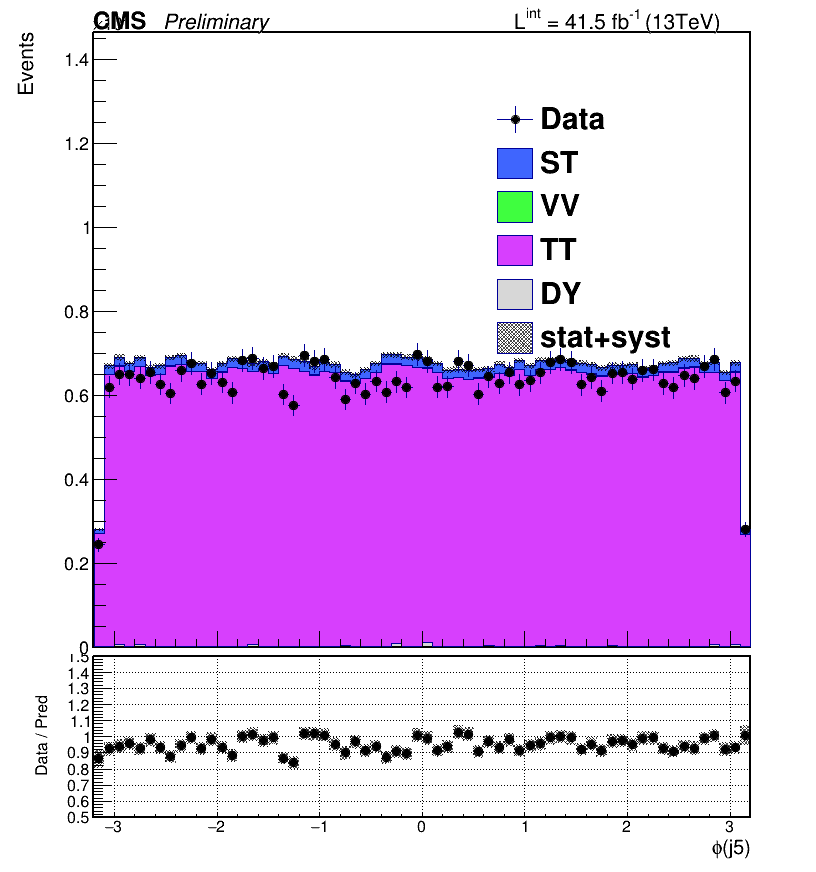 CMS Preliminary
L^int = 41.5 fb^-1 (13TeV)
Events
1.4
1.2
1
0.8
0.6
0.4
0.2
0
Data
ST
VV
TT
DY
stat+syst
Data / Pred
1.5
1.4
1.3
1.2
1.1
1
0.9
0.8
0.7
0.6
0.5
−3 −2 −1 0 1 2 3
ϕ(j5)